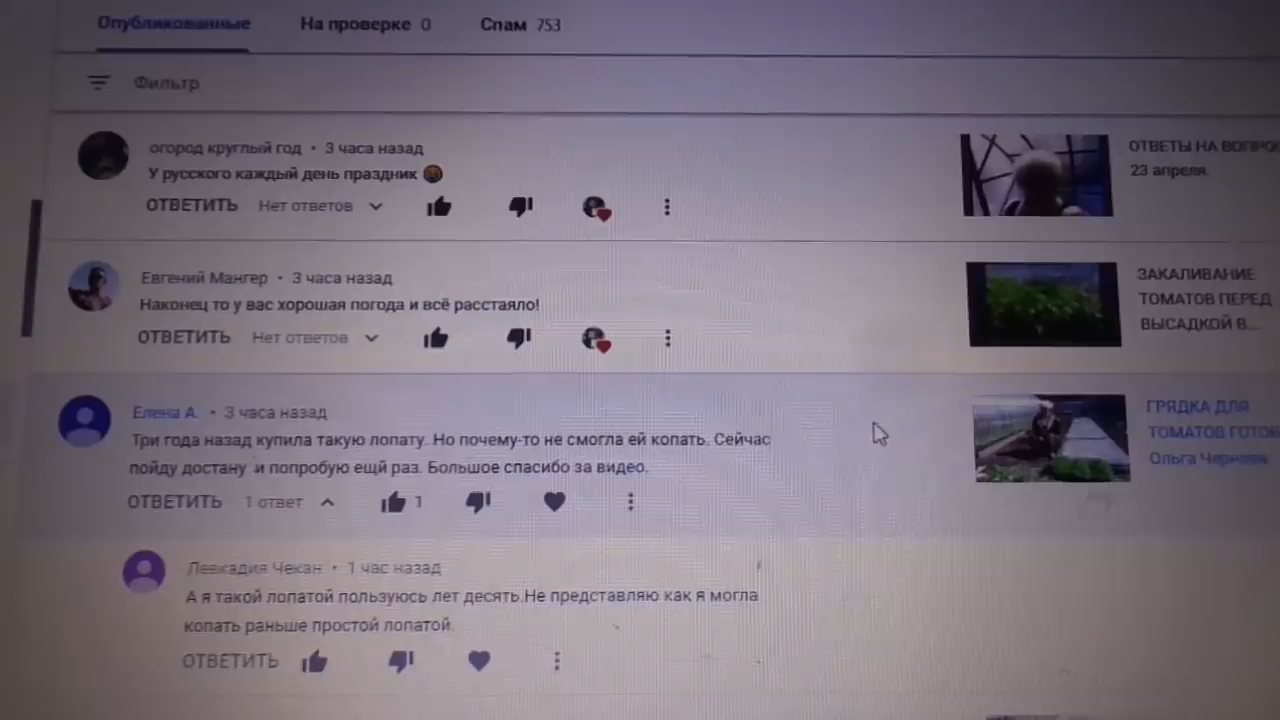 Опубликованные На проверке 0 Спам 753
Фильтр
огород круглый год • 3 часа назад
У русского каждый день праздник
ОТВЕТИТЬ Нет ответов
ОТВЕТЫ НА ВОПРО
23 апреля.
Евгений Мангер • 3 часа назад
Наконец то у вас хорошая погода и всё расстаяло!
ОТВЕТИТЬ Нет ответов
ЗАКАЛИВАНИЕ
ТОМАТОВ ПЕРЕД
ВЫСАДКОЙ В...
Елена А. • 3 часа назад
Три года назад купила такую лопату. Но почему-то не смогла ей копать. Сейчас
пойду достану и попробую ещй раз. Большое спасибо за видео.
ОТВЕТИТЬ 1 ответ 1
ГРЯДКА ДЛЯ
ТОМАТОВ ГОТОВ
Ольга Чернова
Левкадия Чекан • 1 час назад
А я такой лопатой пользуюсь лет десять.Не представляю как я могла
копать раньше простой лопатой.
ОТВЕТИТЬ